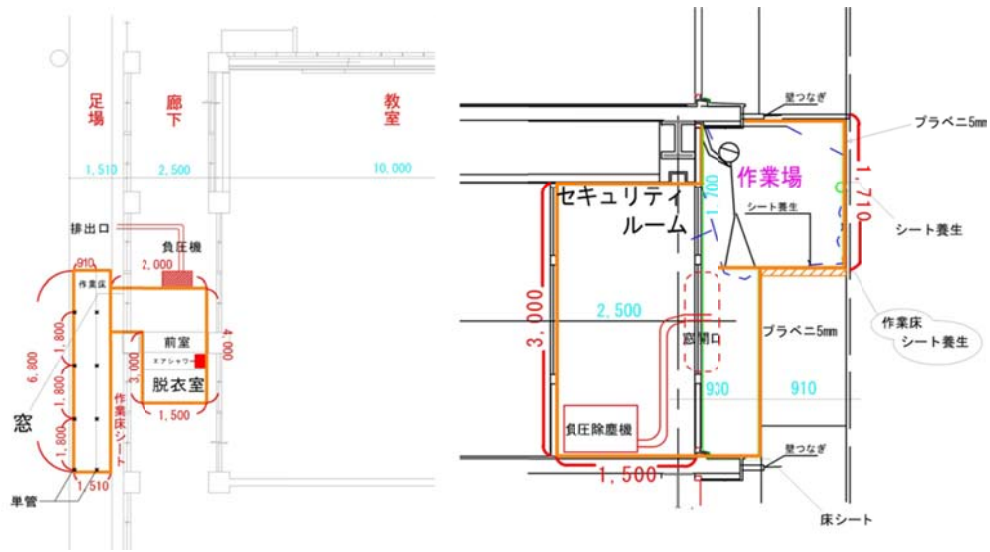 足場
廊下
教室
1,510
2,500
10,000
排出口
負圧機
910
2,000
作業床
6,800
1,800
1,800
1,800
前室
エアシャワー
脱衣室
3,000
4,000
1,500
窓
作業床シート
単管
1,510
壁つなぎ
プラベニ5mm
作業場
1,700
1,710
セキュリティ
ルーム
シート養生
シート養生
3,000
2,500
窓開口
プラベニ5mm
作業床
シート養生
900
910
負圧除塵機
1,500
壁つなぎ
床シート